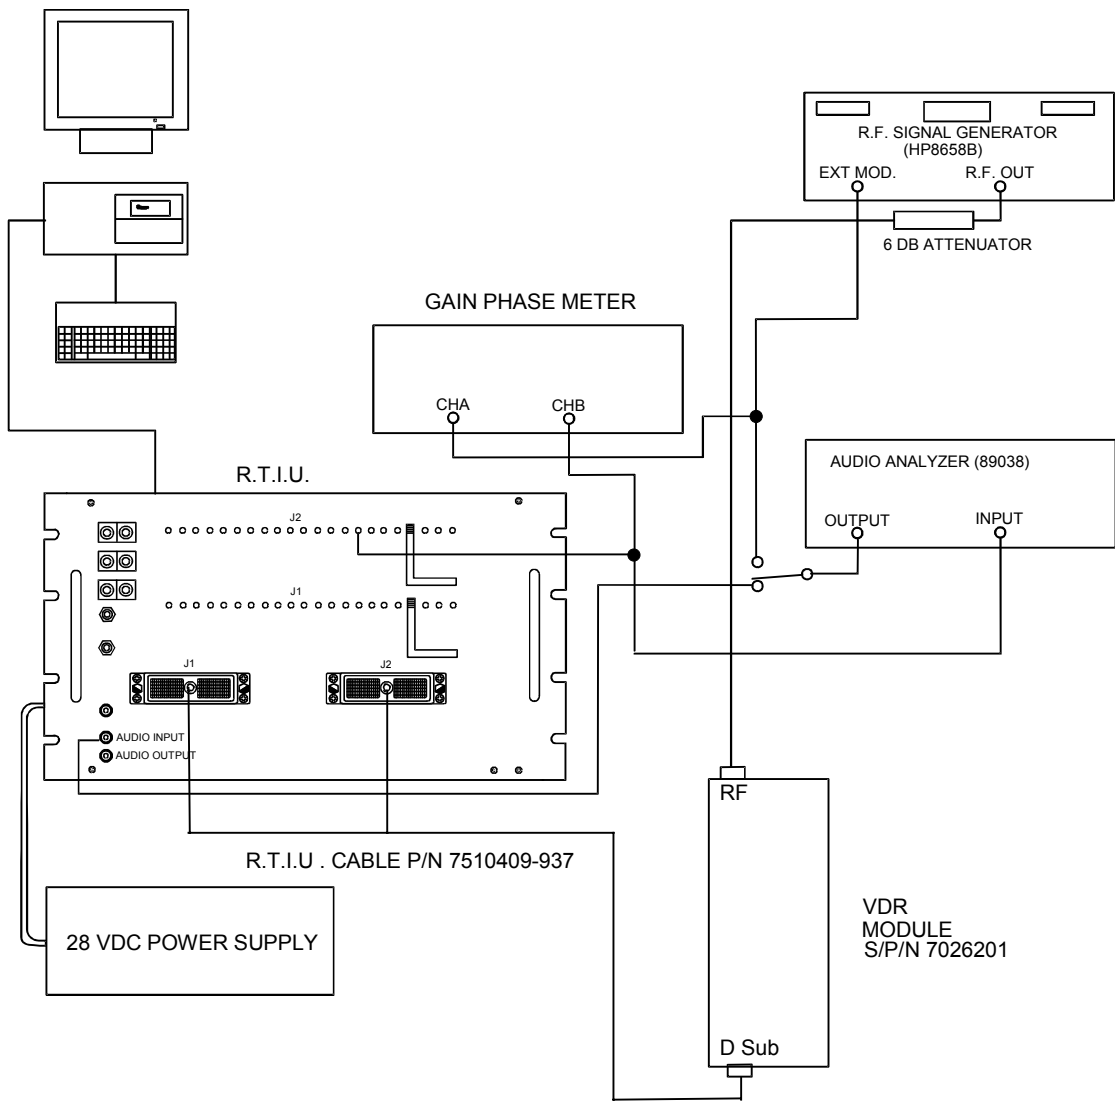 R.F. SIGNAL GENERATOR
(HP8658B)
EXT MOD.
R.F. OUT
6 DB ATTENUATOR
GAIN PHASE METER
CHA
CHB
AUDIO ANALYZER (89038)
OUTPUT
INPUT
R.T.I.U.
J2
J1
J1
J2
AUDIO INPUT
AUDIO OUTPUT
RF
R.T.I.U . CABLE P/N 7510409-937
28 VDC POWER SUPPLY
VDR
MODULE
S/P/N 7026201
D Sub